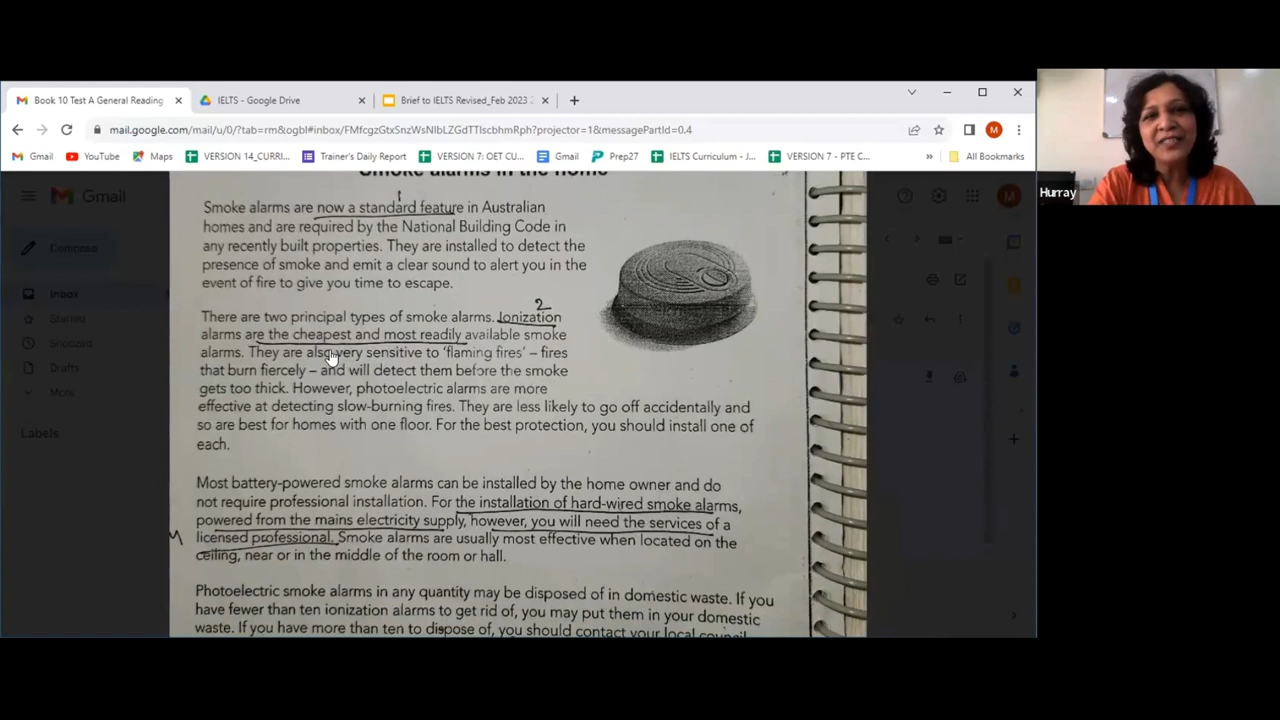 Book 10 Test A General Reading
IELTS - Google Drive
Brief to IELTS Revised_Feb 2023
mail.google.com/mail/u/0/?tab=rm&ogbl#inbox/FMfcgzGtxSnzWsNlbLZGdTTlscbhmRph?projector=1&messagePartId=0.4
M
Gmail
YouTube
Maps
VERSION 14_CURRI...
Trainer's Daily Report
VERSION 7: OET CU...
Gmail
Prep27
IELTS Curriculum - J...
VERSION 7 - PTE C...
»
All Bookmarks
Hurray
Gmail
M
Compose
Inbox
Starred
Snoozed
Drafts
More
Labels
Smoke alarms in the home
1
Smoke alarms are now a standard feature in Australian
homes and are required by the National Building Code in
any recently built properties. They are installed to detect the
presence of smoke and emit a clear sound to alert you in the
event of fire to give you time to escape.
2
There are two principal types of smoke alarms. Ionization
alarms are the cheapest and most readily available smoke
alarms. They are also very sensitive to 'flaming fires' – fires
that burn fiercely – and will detect them before the smoke
gets too thick. However, photoelectric alarms are more
effective at detecting slow-burning fires. They are less likely to go off accidentally and
so are best for homes with one floor. For the best protection, you should install one of
each.
Most battery-powered smoke alarms can be installed by the home owner and do
not require professional installation. For the installation of hard-wired smoke alarms,
powered from the mains electricity supply, however, you will need the services of a
licensed professional. Smoke alarms are usually most effective when located on the
ceiling, near or in the middle of the room or hall.
Photoelectric smoke alarms in any quantity may be disposed of in domestic waste. If you
have fewer than ten ionization alarms to get rid of, you may put them in your domestic
waste. If you have more than ten to dispose of, you should contact your local council